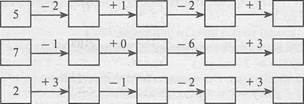 5 − 2 + 1 − 2 + 1
7 − 1 + 0 − 6 + 3
2 + 3 − 1 − 2 + 3